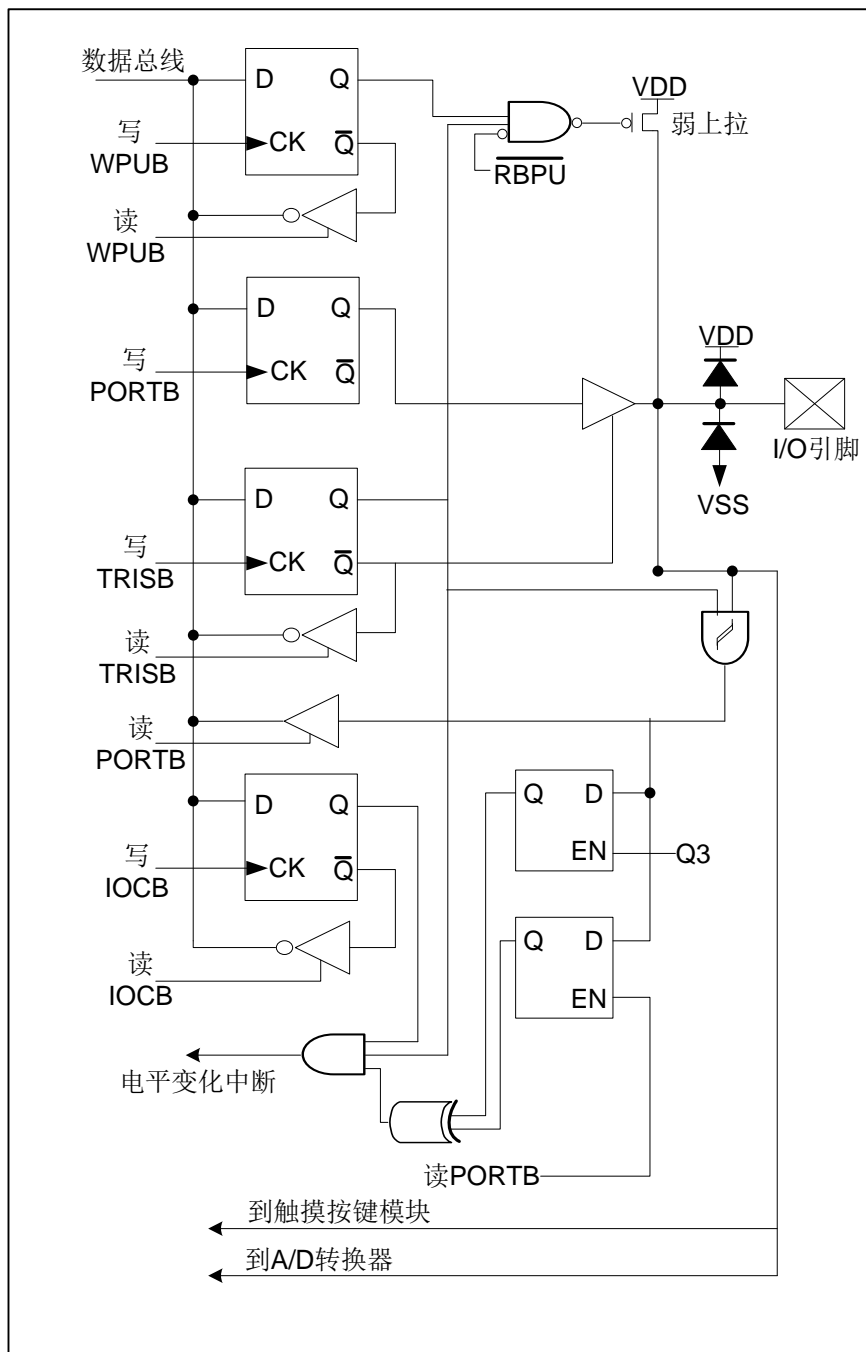 数据总线
D
Q
写
WPUB
CK
Q̅
R̅B̅P̅U̅
VDD
弱上拉
读
WPUB
D
Q
写
PORTB
CK
Q̅
VDD
I/O引脚
VSS
D
Q
写
TRISB
CK
Q̅
读
TRISB
读
PORTB
D
Q
写
IOCB
CK
Q̅
Q
D
EN
Q3
读
IOCB
Q
D
EN
电平变化中断
读PORTB
到触摸按键模块
到A/D转换器